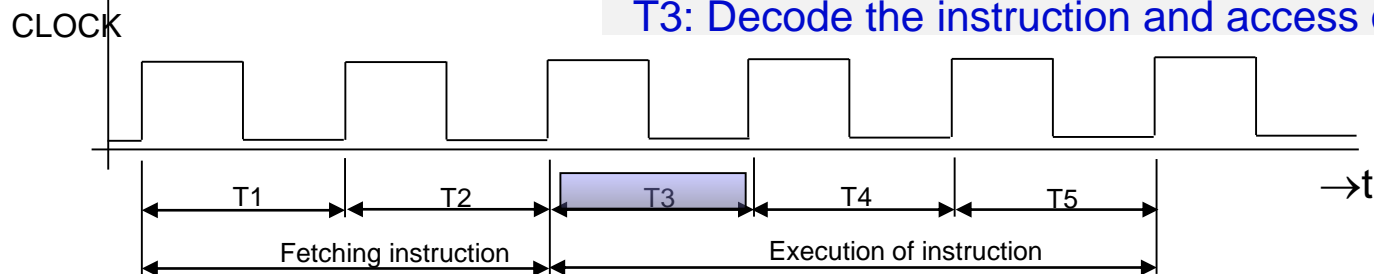 T3: Decode the instruction and access
CLOCK
→t
T1 T2 T3 T4 T5
Fetching instruction Execution of instruction